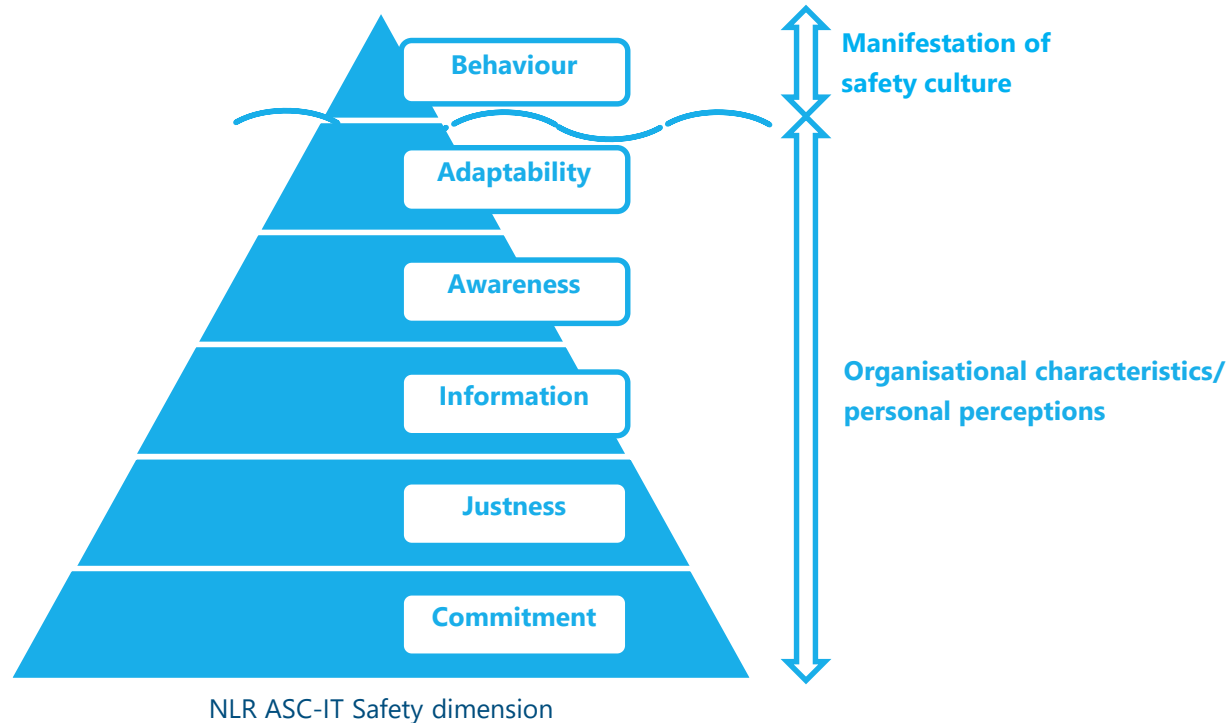 Behaviour
Manifestation of
safety culture
Adaptability
Awareness
Information
Organisational characteristics/
personal perceptions
Justness
Commitment
NLR ASC-IT Safety dimension